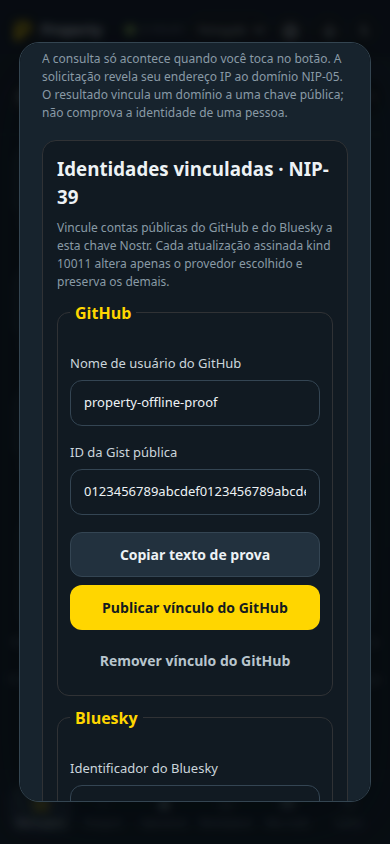 A consulta só acontece quando você toca no botão. A
solicitação revela seu endereço IP ao domínio NIP-05.
O resultado vincula um domínio a uma chave pública;
não comprova a identidade de uma pessoa.
Identidades vinculadas · NIP-
39
Vincule contas públicas do GitHub e do Bluesky a
esta chave Nostr. Cada atualização assinada kind
10011 altera apenas o provedor escolhido e
preserva os demais.
GitHub
Nome de usuário do GitHub
property-offline-proof
ID da Gist pública
0123456789abcdef0123456789abcde
Copiar texto de prova
Publicar vínculo do GitHub
Remover vínculo do GitHub
Bluesky
Identificador do Bluesky